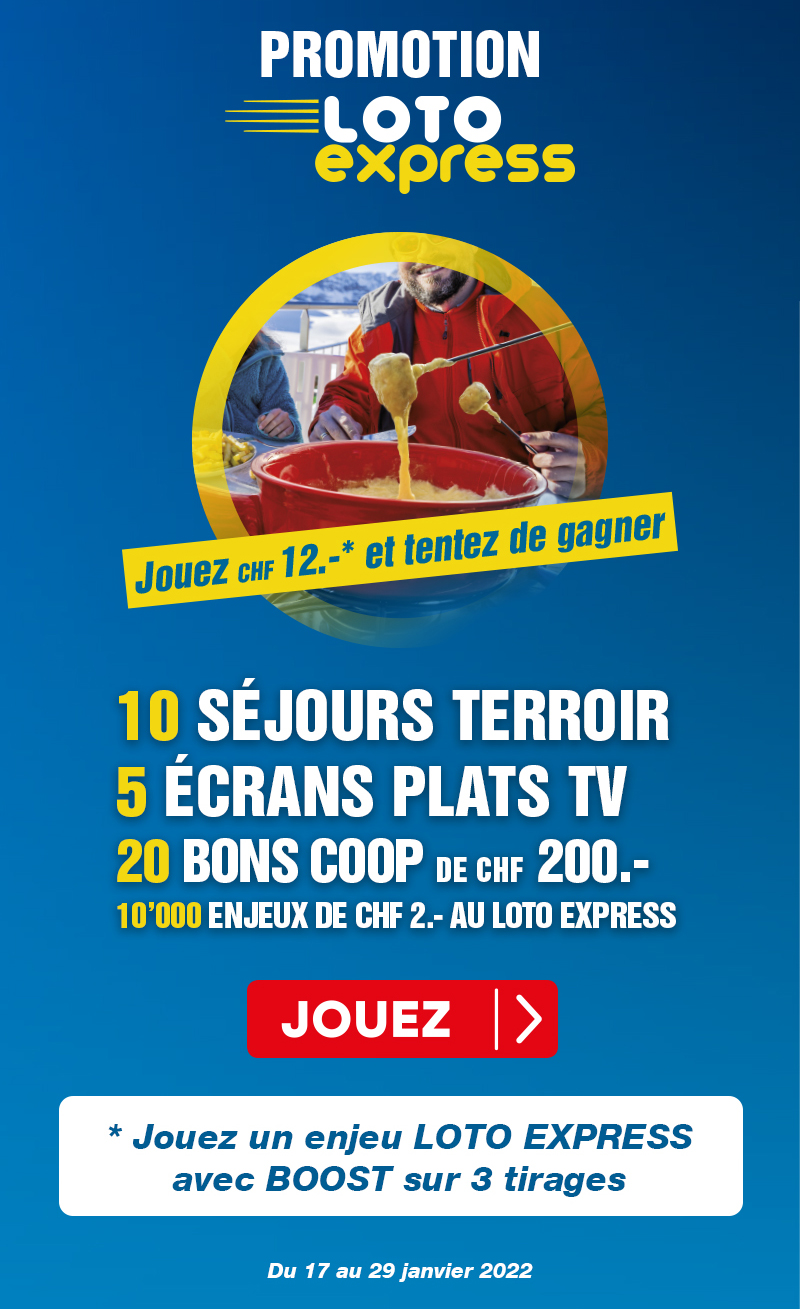 PROMOTION
LOTO
express
Jouez CHF 12.-* et tentez de gagner
10 SÉJOURS TERROIR
5 ÉCRANS PLATS TV
20 BONS COOP DE CHF 200.-
10'000 ENJEUX DE CHF 2.- AU LOTO EXPRESS
JOUEZ
* Jouez un enjeu LOTO EXPRESS
avec BOOST sur 3 tirages
Du 17 au 29 janvier 2022